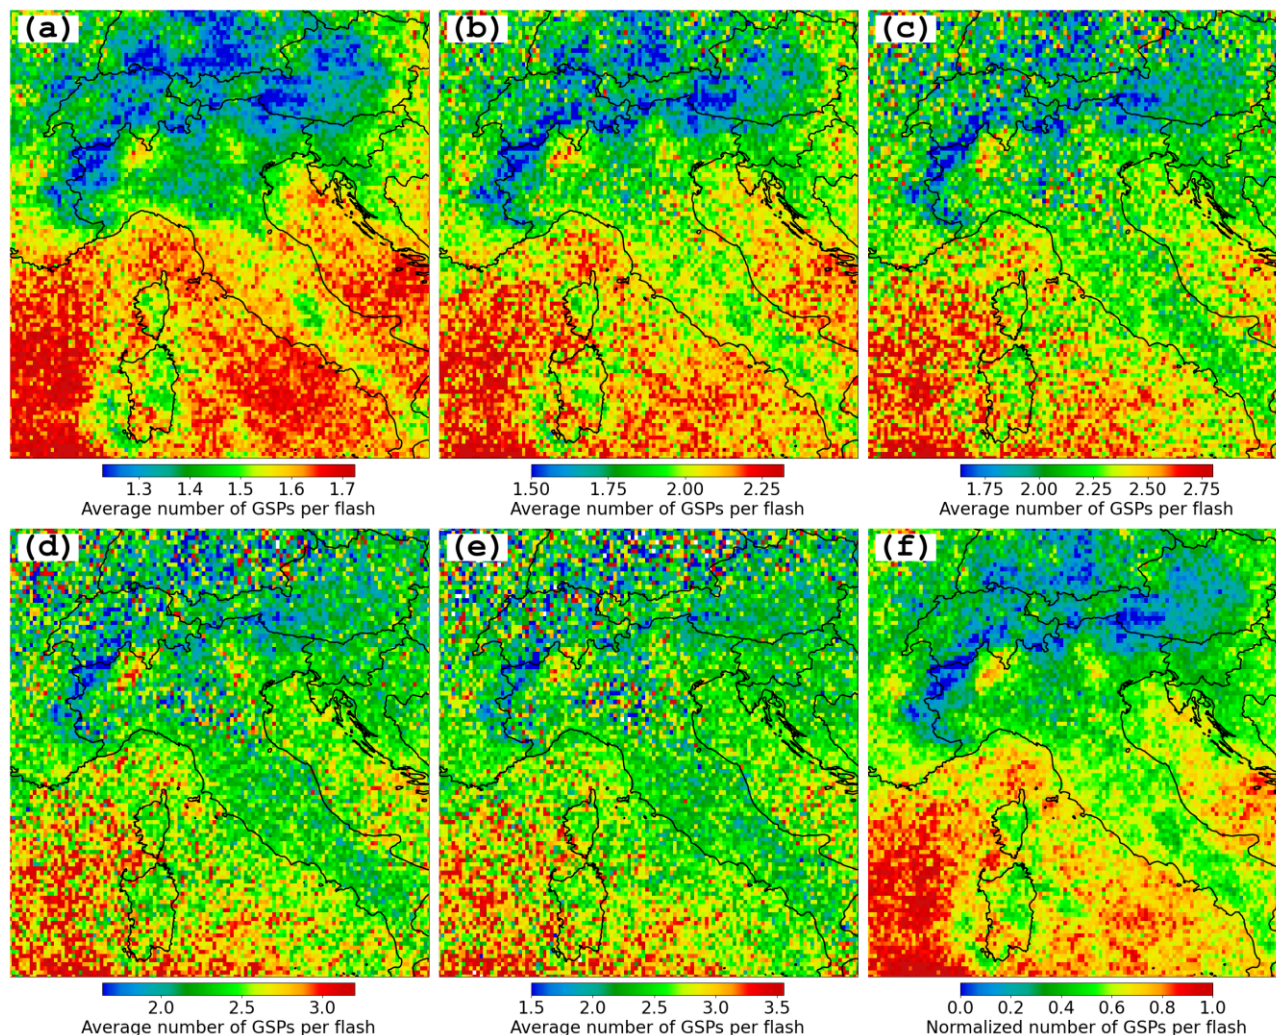 (a) (b) (c)
1.3 1.4 1.5 1.6 1.7 1.50 1.75 2.00 2.25 1.75 2.00 2.25 2.50 2.75
Average number of GSPs per flash Average number of GSPs per flash Average number of GSPs per flash
(d) (e) (f)
2.0 2.5 3.0 1.5 2.0 2.5 3.0 3.5 0.0 0.2 0.4 0.6 0.8 1.0
Average number of GSPs per flash Average number of GSPs per flash Normalized number of GSPs per flash